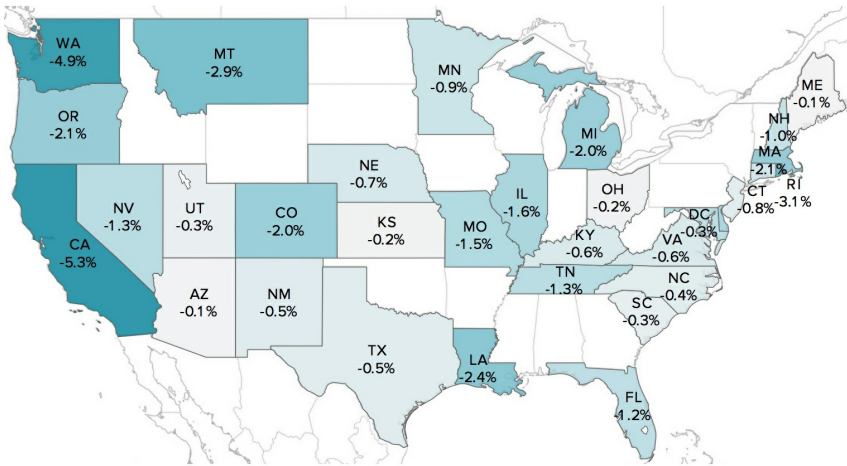 WA
-4.9%
MT
-2.9%
MN
-0.9%
ME
-0.1%
OR
-2.1%
NH
-1.0%
MI
-2.0%
MA
-2.1%
NE
-0.7%
CT
-0.8%
RI
-3.1%
NV
-1.3%
UT
-0.3%
CO
-2.0%
KS
-0.2%
MO
-1.5%
IL
-1.6%
OH
-0.2%
DC
-0.3%
CA
-5.3%
KY
-0.6%
VA
-0.6%
TN
-1.3%
NC
-0.4%
AZ
-0.1%
NM
-0.5%
SC
-0.3%
TX
-0.5%
LA
-2.4%
FL
-1.2%